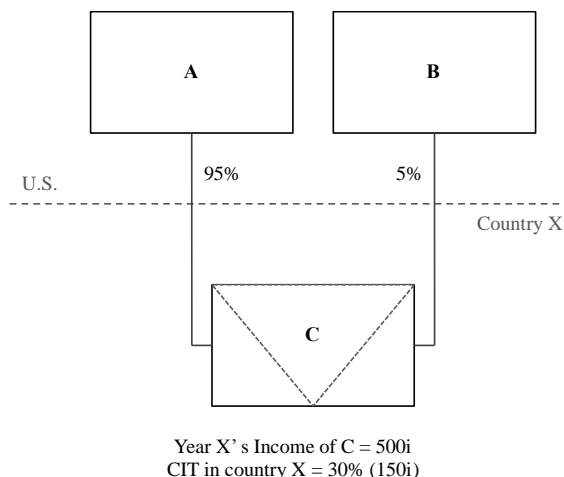 A
B
95%
5%
U.S.
Country X
C
Year X’ s Income of C = 500i
CIT in country X = 30% (150i)